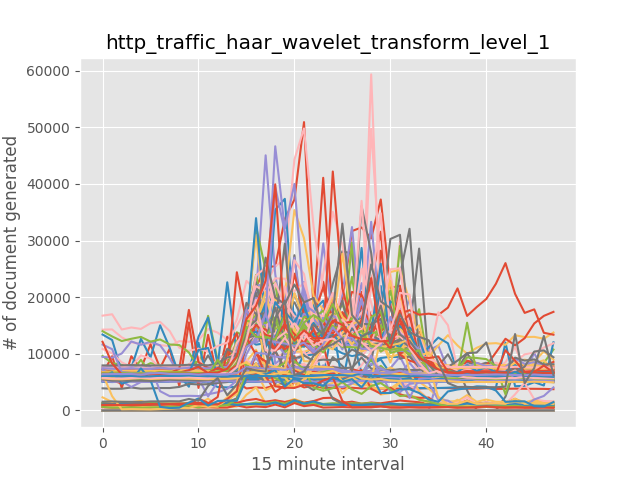 http_traffic_haar_wavelet_transform_level_1
60000
50000
40000
30000
20000
10000
0
# of document generated
0 10 20 30 40
15 minute interval